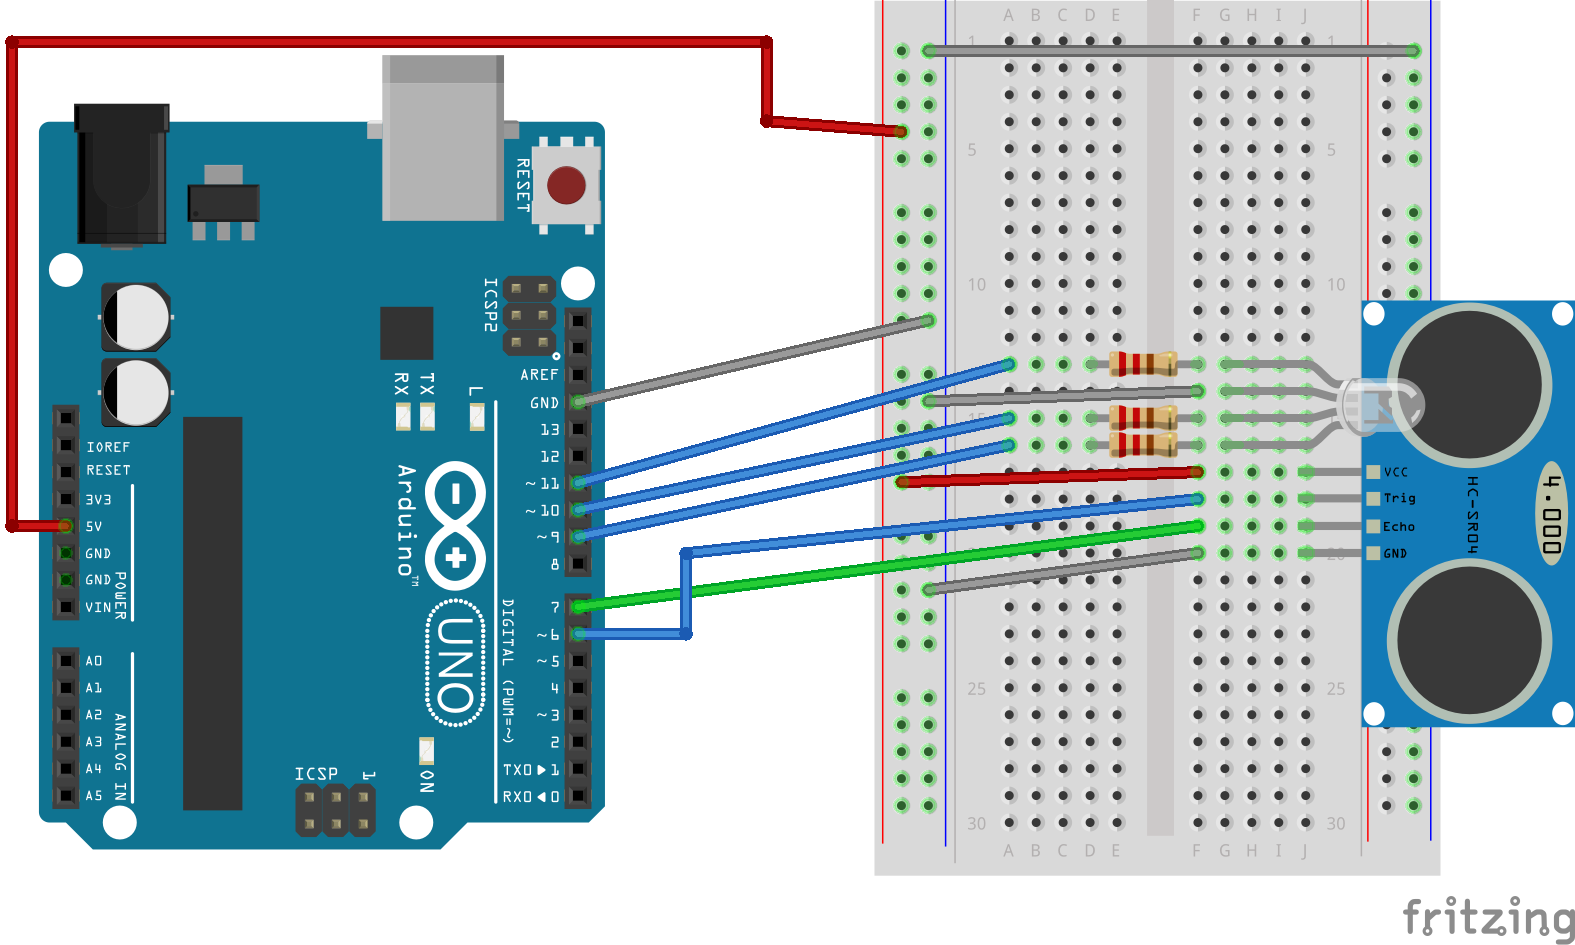 A B C D E F G H I J
1 1
5 5
10 10
15
20
25 25
30 30
A B C D E F G H I J
RESET
ICSP2
AREF
GND
13
12
~11
~10
~9
8
7
~6
~5
4
~3
2
TX0▶1
RX0◀0
RX TX L
IOREF
RESET
3V3
5V
GND
GND
VIN
POWER
A0
A1
A2
A3
A4
A5
ANALOG IN
Arduino™
UNO
DIGITAL (PWM=~)
ICSP 1
ON
VCC
Trig
Echo
GND
HC-SR04
4.000
fritzing